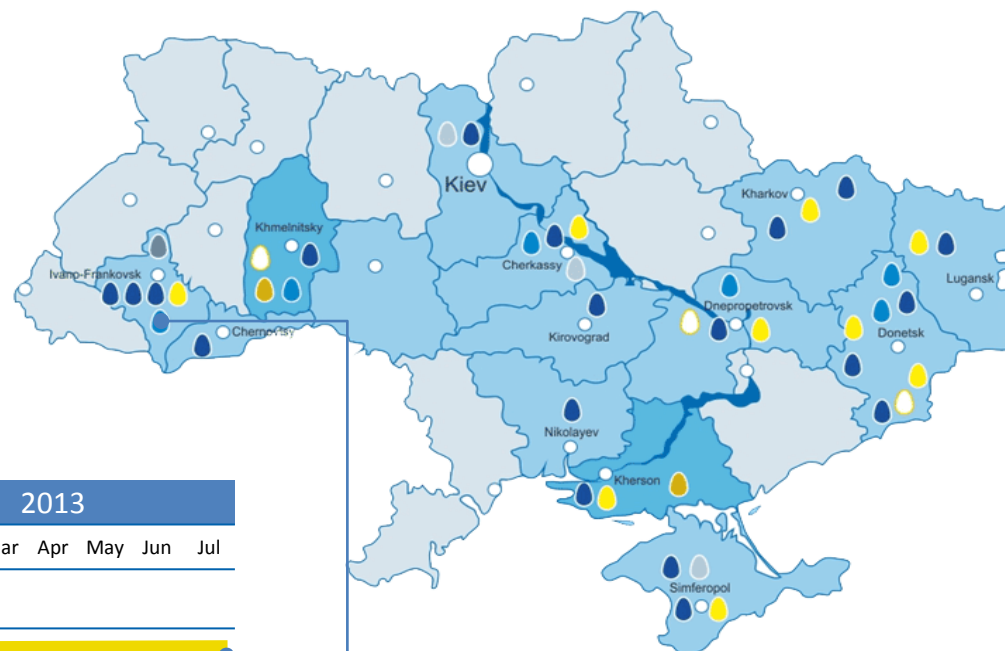 Kiev
Kharkov
Khmelnitsky
Cherkassy
Ivano-Frankovsk
Lugansk
Dnepropetrovsk
Chernovtsy
Kirovograd
Donetsk
Nikolayev
Kherson
2013
ar Apr May Jun Jul
Simferopol